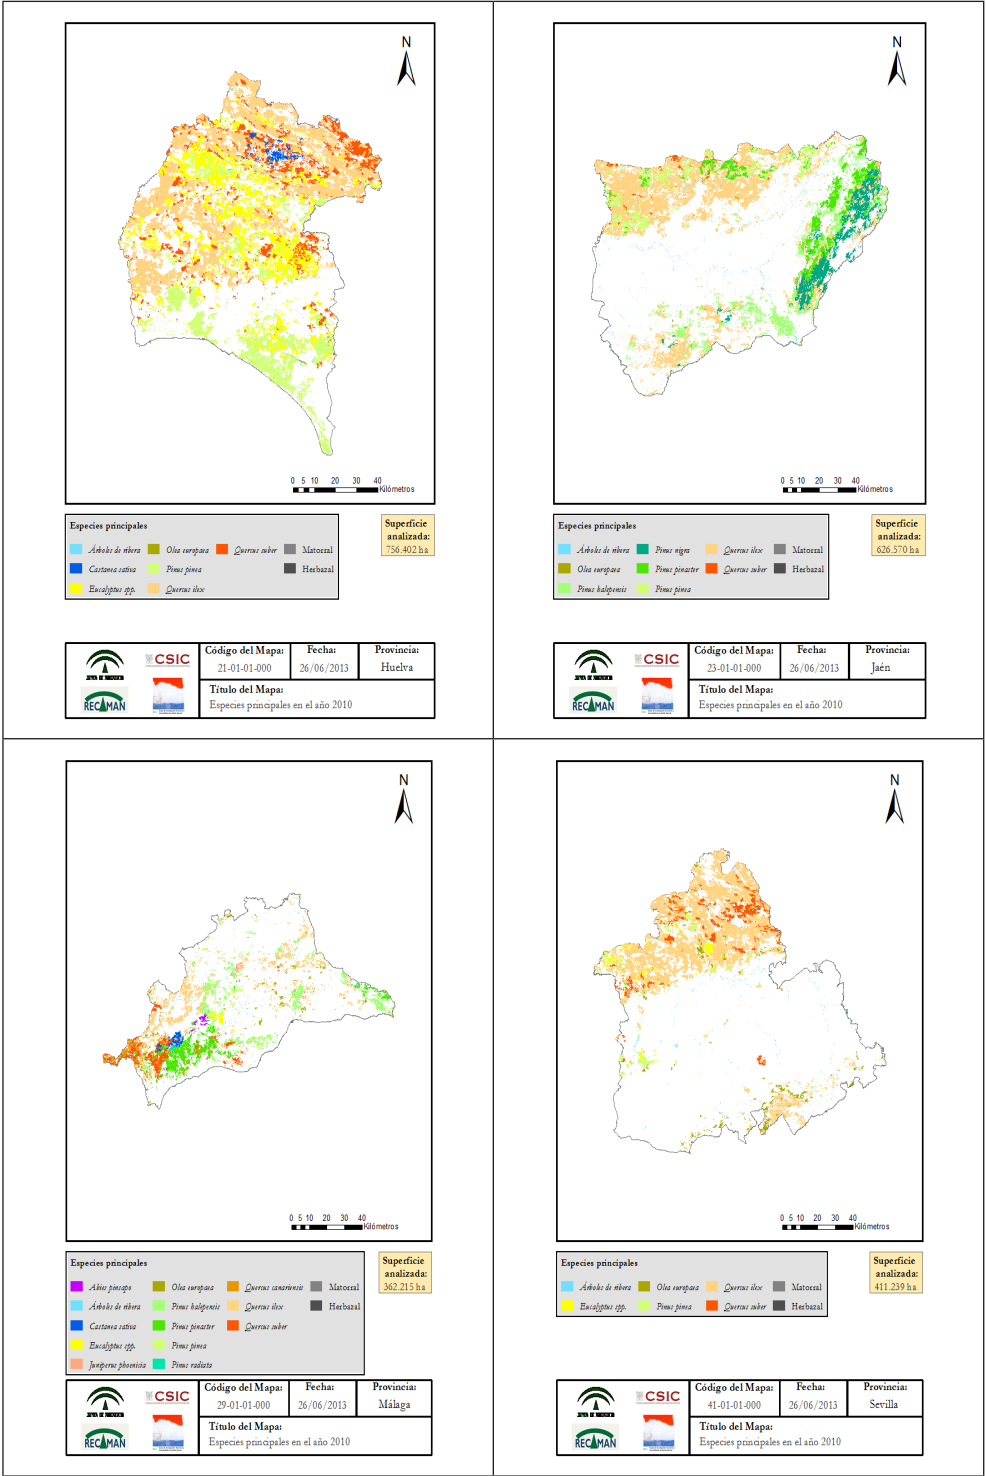 N
0 5 10 20 30 40
Kilómetros
Especies principales
Árboles de ribera
Olea europaea
Quercus suber
Matorral
Castanea sativa
Pinus pinea
Herbazal
Eucalyptus spp.
Quercus ilex
Superficie
analizada:
756.402 ha
CSIC
RECAMAN
Código del Mapa:
21-01-01-000
Fecha:
26/06/2013
Provincia:
Huelva
Título del Mapa:
Especies principales en el año 2010
N
0 5 10 20 30 40
Kilómetros
Especies principales
Árboles de ribera
Pinus nigra
Quercus ilex
Matorral
Olea europaea
Pinus pinaster
Quercus suber
Herbazal
Pinus halepensis
Pinus pinea
Superficie
analizada:
626.570 ha
CSIC
RECAMAN
Código del Mapa:
23-01-01-000
Fecha:
26/06/2013
Provincia:
Jaén
Título del Mapa:
Especies principales en el año 2010
N
0 5 10 20 30 40
Kilómetros
Especies principales
Abies pinsapo
Olea europaea
Quercus canariensis
Matorral
Árboles de ribera
Pinus halepensis
Quercus ilex
Herbazal
Castanea sativa
Pinus pinaster
Quercus suber
Eucalyptus spp.
Pinus pinea
Juniperus phoenicia
Pinus radiata
Superficie
analizada:
362.215 ha
CSIC
RECAMAN
Código del Mapa:
29-01-01-000
Fecha:
26/06/2013
Provincia:
Málaga
Título del Mapa:
Especies principales en el año 2010
N
0 5 10 20 30 40
Kilómetros
Especies principales
Árboles de ribera
Olea europaea
Quercus ilex
Matorral
Eucalyptus spp.
Pinus pinea
Quercus suber
Herbazal
Superficie
analizada:
411.239 ha
CSIC
RECAMAN
Código del Mapa:
41-01-01-000
Fecha:
26/06/2013
Provincia:
Sevilla
Título del Mapa:
Especies principales en el año 2010